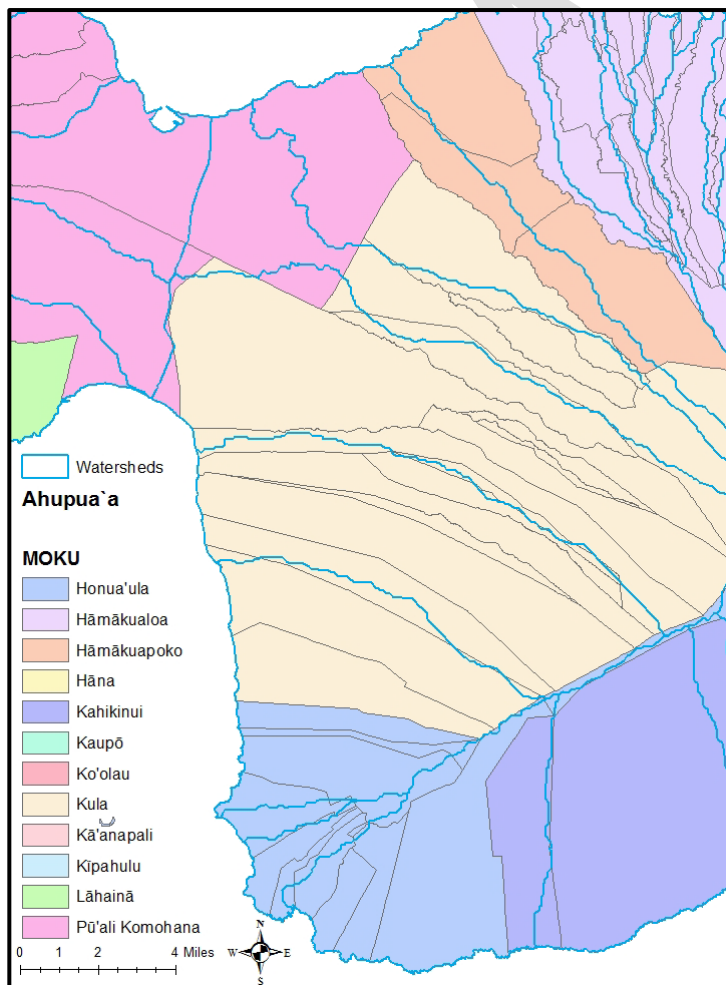 Watersheds
Ahupua`a
MOKU
Honua'ula
Hāmākualoa
Hāmākuapoko
Hāna
Kahikinui
Kaupō
Ko'olau
Kula
Kā'anapali
Kīpahulu
Lāhainā
Pū'ali Komohana
0 1 2 4 Miles
N
W E
S